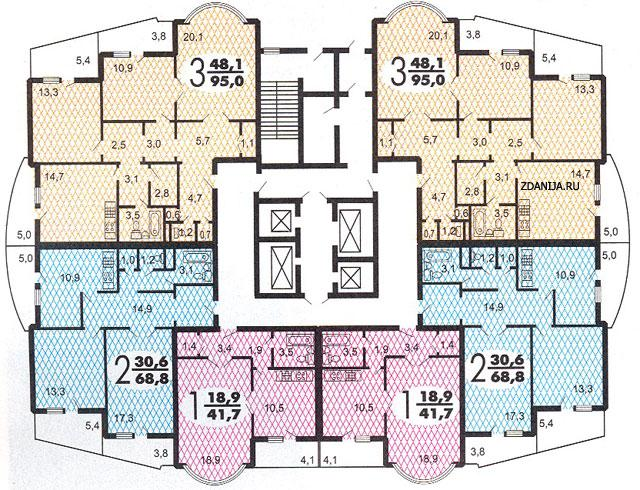 3,8 20,1 20,1 3,8
5,4 10,9 3 48,1 3 48,1 10,9 5,4
95,0 95,0
13,3 13,3
2,5 3,0 5,7 1,1 1,1 5,7 3,0 2,5
14,7 3,1 3,1 14,7
2,8 4,7 4,7 2,8
ZDANIJA.RU
3,5 0,6 0,6 3,5
5,0 1,2 0,7 0,7 1,2 5,0
5,0 1,0 1,2 3,1 3,1 1,2 1,0 5,0
10,9 10,9
14,9 14,9
1,4 3,4 1,9 3,5 3,5 1,9 3,4 1,4
2 30,6 2 30,6
68,8 68,8
13,3 1 18,9 1 18,9 13,3
17,3 41,7 10,5 10,5 41,7 17,3
5,4 5,4
3,8 18,9 4,1 4,1 18,9 3,8